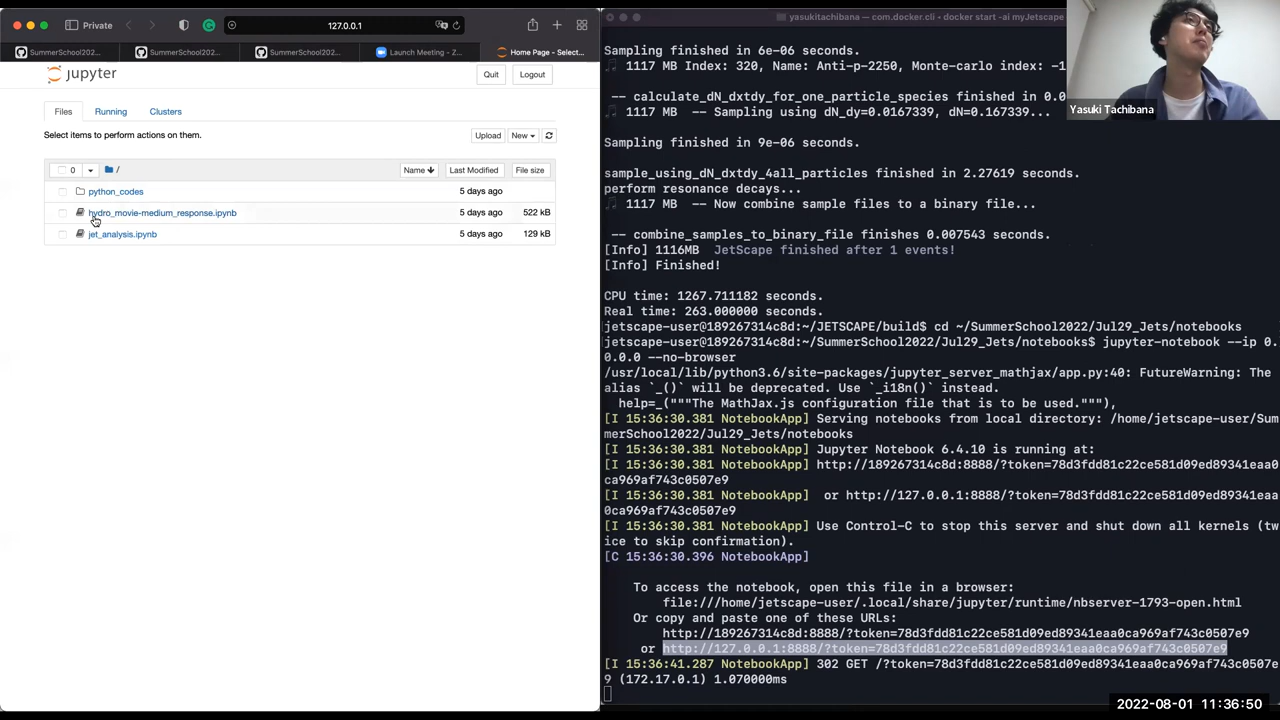 Private
127.0.0.1
SummerSchool202...
SummerSchool202...
SummerSchool202...
Launch Meeting - Z...
Home Page - Select...
jupyter
Quit
Logout
Files
Running
Clusters
Select items to perform actions on them.
Upload
New
0
/
Name
Last Modified
File size
python_codes
5 days ago
hydro_movie-medium_response.ipynb
5 days ago
522 kB
jet_analysis.ipynb
5 days ago
129 kB
yasukitachibana — com.docker.cli ◂ docker start -ai myJetscape
Sampling finished in 6e-06 seconds.
1117 MB Index: 320, Name: Anti-p-2250, Monte-carlo index: -1
-- calculate_dN_dxtdy_for_one_particle_species finished in 0.0
1117 MB  -- Sampling using dN_dy=0.0167339, dN=0.167339...
Sampling finished in 9e-06 seconds.
sample_using_dN_dxtdy_4all_particles finished in 2.27619 seconds.
perform resonance decays...
1117 MB  -- Now combine sample files to a binary file...
-- combine_samples_to_binary_file finishes 0.007543 seconds.
[Info] 1116MB  JetScape finished after 1 events!
[Info] Finished!
CPU time: 1267.711182 seconds.
Real time: 263.000000 seconds.
jetscape-user@189267314c8d:~/JETSCAPE/build$ cd ~/SummerSchool2022/Jul29_Jets/notebooks
jetscape-user@189267314c8d:~/SummerSchool2022/Jul29_Jets/notebooks$ jupyter-notebook --ip 0.
0.0.0 --no-browser
/usr/local/lib/python3.6/site-packages/jupyter_server_mathjax/app.py:40: FutureWarning: The
alias `_()` will be deprecated. Use `_i18n()` instead.
help=_("""The MathJax.js configuration file that is to be used."""),
[I 15:36:30.381 NotebookApp] Serving notebooks from local directory: /home/jetscape-user/Sum
merSchool2022/Jul29_Jets/notebooks
[I 15:36:30.381 NotebookApp] Jupyter Notebook 6.4.10 is running at:
[I 15:36:30.381 NotebookApp] http://189267314c8d:8888/?token=78d3fdd81c22ce581d09ed89341eaa0
ca969af743c0507e9
[I 15:36:30.381 NotebookApp]  or http://127.0.0.1:8888/?token=78d3fdd81c22ce581d09ed89341eaa
0ca969af743c0507e9
[I 15:36:30.381 NotebookApp] Use Control-C to stop this server and shut down all kernels (tw
ice to skip confirmation).
[C 15:36:30.396 NotebookApp]
To access the notebook, open this file in a browser:
file:///home/jetscape-user/.local/share/jupyter/runtime/nbserver-1793-open.html
Or copy and paste one of these URLs:
http://189267314c8d:8888/?token=78d3fdd81c22ce581d09ed89341eaa0ca969af743c0507e9
or http://127.0.0.1:8888/?token=78d3fdd81c22ce581d09ed89341eaa0ca969af743c0507e9
[I 15:36:41.287 NotebookApp] 302 GET /?token=78d3fdd81c22ce581d09ed89341eaa0ca969af743c0507e
9 (172.17.0.1) 1.070000ms
Yasuki Tachibana
2022-08-01 11:36:50